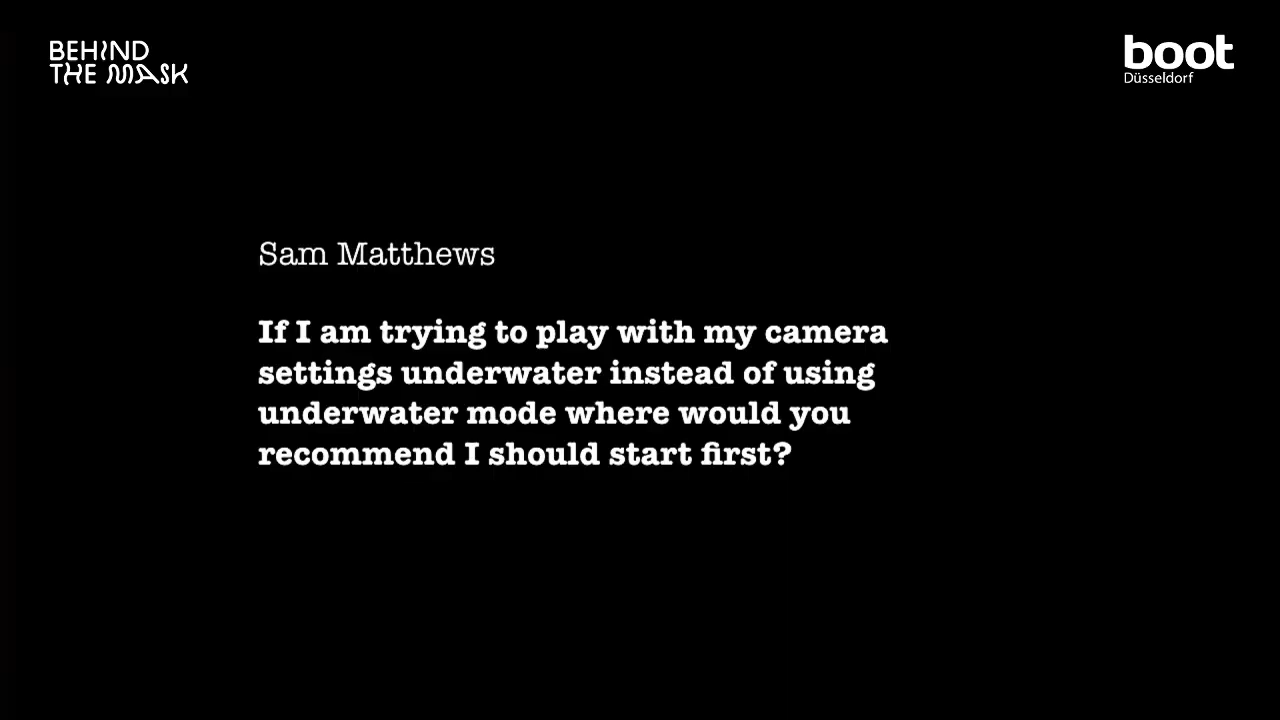 BEHIND
THE MASK
boot
Düsseldorf
Sam Matthews
If I am trying to play with my camera
settings underwater instead of using
underwater mode where would you
recommend I should start first?